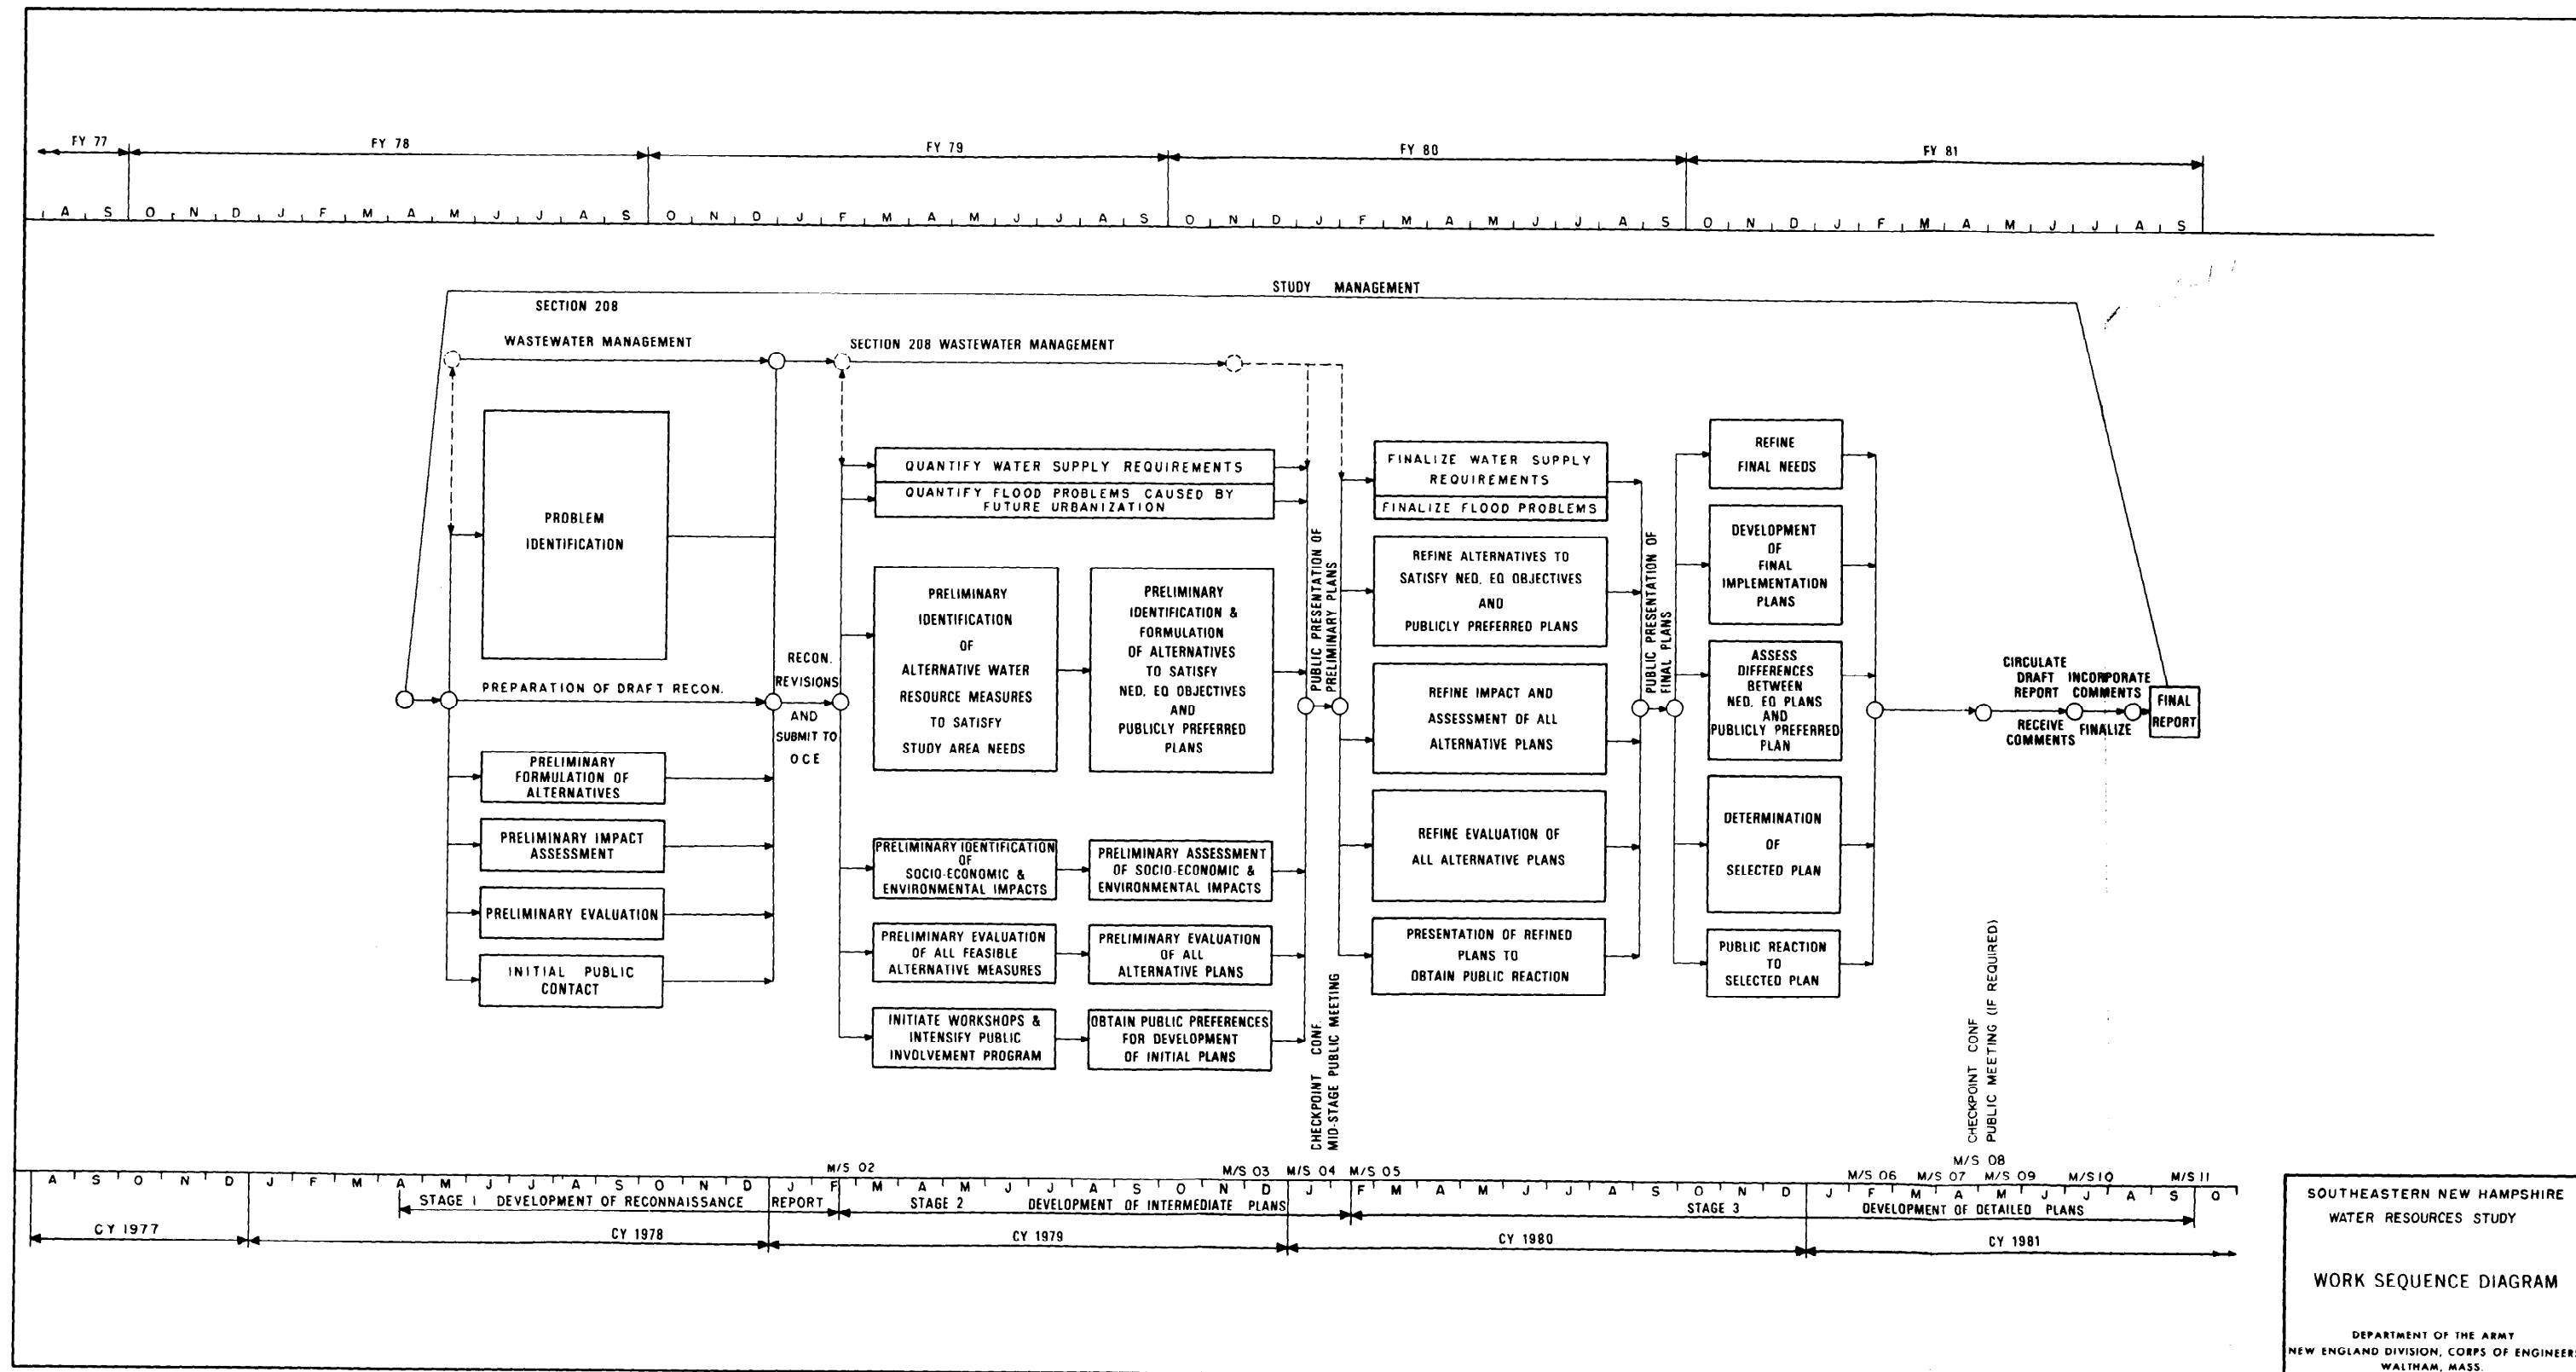 FY 77
FY 78
FY 79
FY 80
FY 81
A S O N D J F M A M J J A S O N D J F M A M J J A S O N D J F M A M J J A S O N D J F M A M J J A S
STUDY MANAGEMENT
SECTION 208
WASTEWATER MANAGEMENT
SECTION 208 WASTEWATER MANAGEMENT
PROBLEM
IDENTIFICATION
PREPARATION OF DRAFT RECON.
PRELIMINARY
FORMULATION OF
ALTERNATIVES
PRELIMINARY IMPACT
ASSESSMENT
PRELIMINARY EVALUATION
INITIAL PUBLIC
CONTACT
RECON.
REVISIONS
AND
SUBMIT TO
OCE
QUANTIFY WATER SUPPLY REQUIREMENTS
QUANTIFY FLOOD PROBLEMS CAUSED BY
FUTURE URBANIZATION
PRELIMINARY
IDENTIFICATION
OF
ALTERNATIVE WATER
RESOURCE MEASURES
TO SATISFY
STUDY AREA NEEDS
PRELIMINARY
IDENTIFICATION &
FORMULATION
OF ALTERNATIVES
TO SATISFY
NED, EQ OBJECTIVES
AND
PUBLICLY PREFERRED
PLANS
PRELIMINARY IDENTIFICATION
OF
SOCIO-ECONOMIC &
ENVIRONMENTAL IMPACTS
PRELIMINARY ASSESSMENT
OF SOCIO-ECONOMIC &
ENVIRONMENTAL IMPACTS
PRELIMINARY EVALUATION
OF ALL FEASIBLE
ALTERNATIVE MEASURES
PRELIMINARY EVALUATION
OF ALL
ALTERNATIVE PLANS
INITIATE WORKSHOPS &
INTENSIFY PUBLIC
INVOLVEMENT PROGRAM
OBTAIN PUBLIC PREFERENCES
FOR DEVELOPMENT
OF INITIAL PLANS
PUBLIC PRESENTATION OF
PRELIMINARY PLANS
CHECKPOINT CONF.
MID-STAGE PUBLIC MEETING
FINALIZE WATER SUPPLY
REQUIREMENTS
FINALIZE FLOOD PROBLEMS
REFINE ALTERNATIVES TO
SATISFY NED, EQ OBJECTIVES
AND
PUBLICLY PREFERRED PLANS
REFINE IMPACT AND
ASSESSMENT OF ALL
ALTERNATIVE PLANS
REFINE EVALUATION OF
ALL ALTERNATIVE PLANS
PRESENTATION OF REFINED
PLANS TO
OBTAIN PUBLIC REACTION
PUBLIC PRESENTATION OF
FINAL PLANS
REFINE
FINAL NEEDS
DEVELOPMENT
OF
FINAL
IMPLEMENTATION
PLANS
ASSESS
DIFFERENCES
BETWEEN
NED, EQ PLANS
AND
PUBLICLY PREFERRED
PLAN
DETERMINATION
OF
SELECTED PLAN
PUBLIC REACTION
TO
SELECTED PLAN
CIRCULATE
DRAFT
REPORT
RECEIVE
COMMENTS
INCORPORATE
COMMENTS
FINALIZE
FINAL
REPORT
CHECKPOINT CONF
PUBLIC MEETING (IF REQUIRED)
M/S 02
M/S 03
M/S 04
M/S 05
M/S 06
M/S 07
M/S 08
M/S 09
M/S 10
M/S 11
A S O N D J F M A M J J A S O N D J F M A M J J A S O N D J F M A M J J A S O N D J F M A M J J A S O
STAGE 1 DEVELOPMENT OF RECONNAISSANCE REPORT
STAGE 2 DEVELOPMENT OF INTERMEDIATE PLANS
STAGE 3 DEVELOPMENT OF DETAILED PLANS
CY 1977
CY 1978
CY 1979
CY 1980
CY 1981
SOUTHEASTERN NEW HAMPSHIRE
WATER RESOURCES STUDY
WORK SEQUENCE DIAGRAM
DEPARTMENT OF THE ARMY
NEW ENGLAND DIVISION, CORPS OF ENGINEER
WALTHAM, MASS.